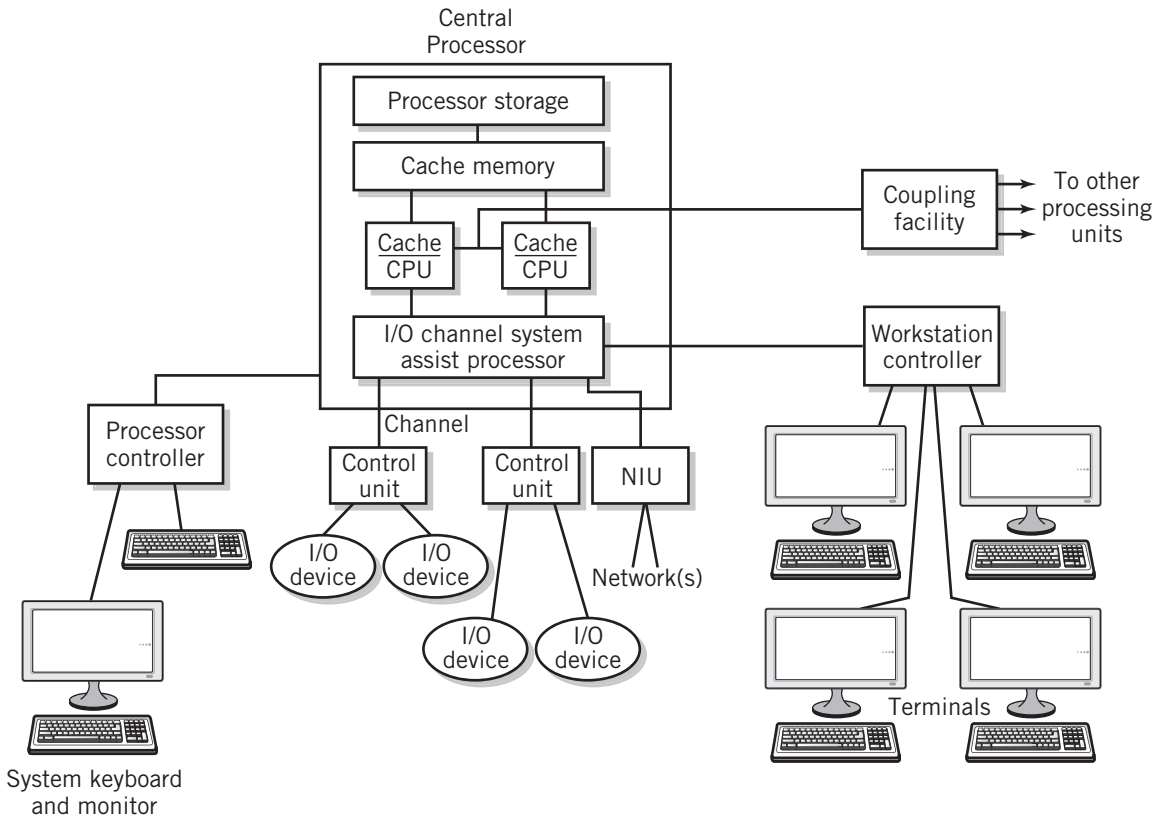 Central
Processor
Processor storage
Cache memory
Cache
CPU
Cache
CPU
I/O channel system
assist processor
Coupling
facility
To other
processing
units
Workstation
controller
Processor
controller
Channel
Control
unit
Control
unit
NIU
I/O
device
I/O
device
Network(s)
I/O
device
I/O
device
Terminals
System keyboard
and monitor